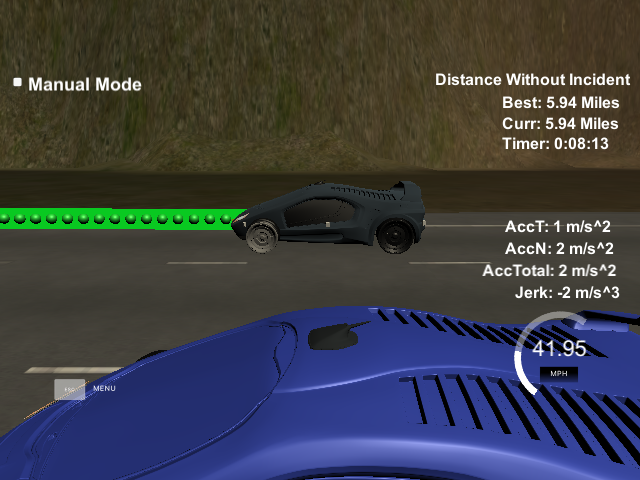 Manual Mode
Distance Without Incident
Best: 5.94 Miles
Curr: 5.94 Miles
Timer: 0:08:13
AccT: 1 m/s^2
AccN: 2 m/s^2
AccTotal: 2 m/s^2
Jerk: -2 m/s^3
41.95
MPH
ESC MENU